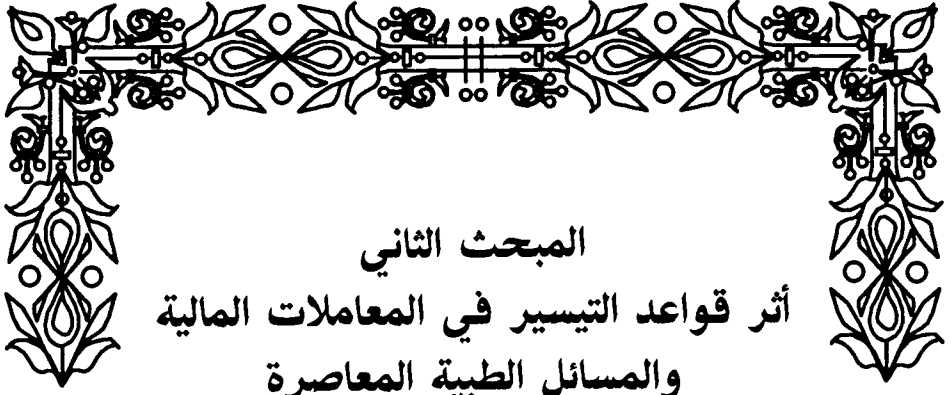 المبحث الثاني
أثر قواعد التيسير في المعاملات المالية
والمسائل الطبية المعاصرة